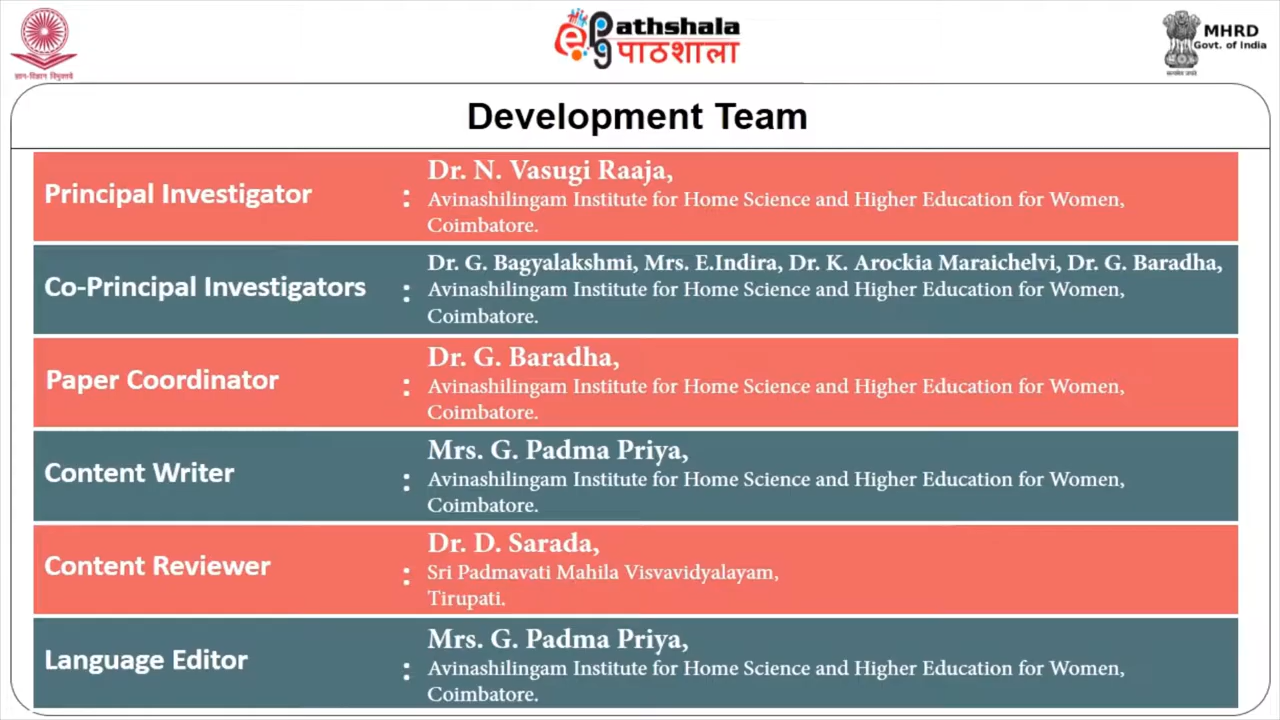 ज्ञान-विज्ञान विमुक्तये
ePG Pathshala
पाठशाला
MHRD
Govt. of India
सत्यमेव जयते
Development Team
Principal Investigator
:
Dr. N. Vasugi Raaja,
Avinashilingam Institute for Home Science and Higher Education for Women,
Coimbatore.
Co-Principal Investigators
:
Dr. G. Bagyalakshmi, Mrs. E.Indira, Dr. K. Arockia Maraichelvi, Dr. G. Baradha,
Avinashilingam Institute for Home Science and Higher Education for Women,
Coimbatore.
Paper Coordinator
:
Dr. G. Baradha,
Avinashilingam Institute for Home Science and Higher Education for Women,
Coimbatore.
Content Writer
:
Mrs. G. Padma Priya,
Avinashilingam Institute for Home Science and Higher Education for Women,
Coimbatore.
Content Reviewer
:
Dr. D. Sarada,
Sri Padmavati Mahila Visvavidyalayam,
Tirupati.
Language Editor
:
Mrs. G. Padma Priya,
Avinashilingam Institute for Home Science and Higher Education for Women,
Coimbatore.